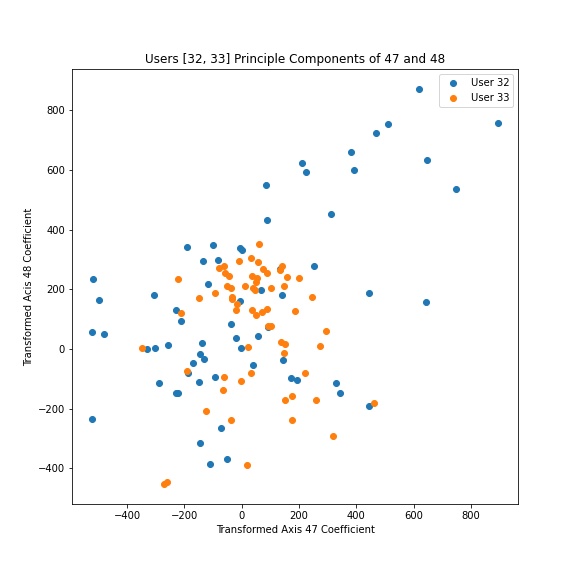 Users [32, 33] Principle Components of 47 and 48
User 32
User 33
800
600
400
200
0
−200
−400
Transformed Acis 48 Coefficient
−400
−200
0
200
400
600
800
Transformed Axis 47 Coefficient